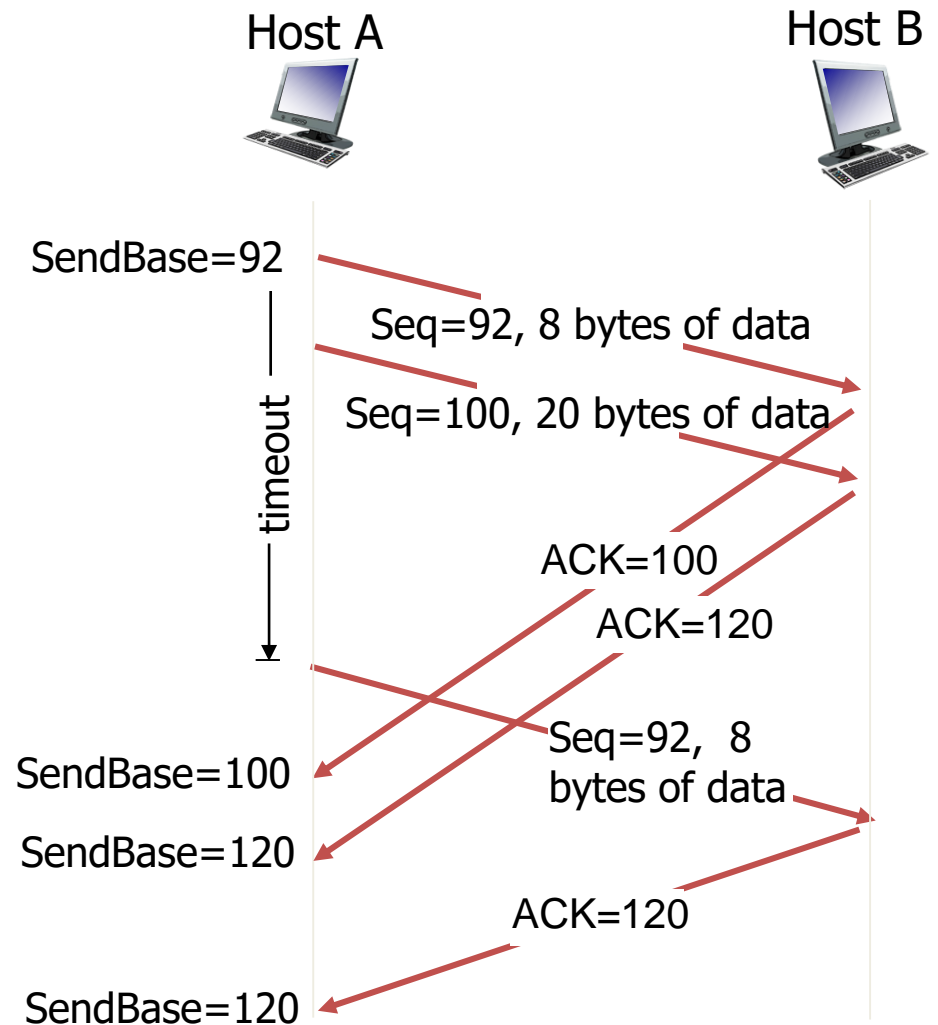 Host A
Host B
SendBase=92
Seq=92, 8 bytes of data
Seq=100, 20 bytes of data
timeout
ACK=100
ACK=120
Seq=92, 8
bytes of data
SendBase=100
SendBase=120
ACK=120
SendBase=120